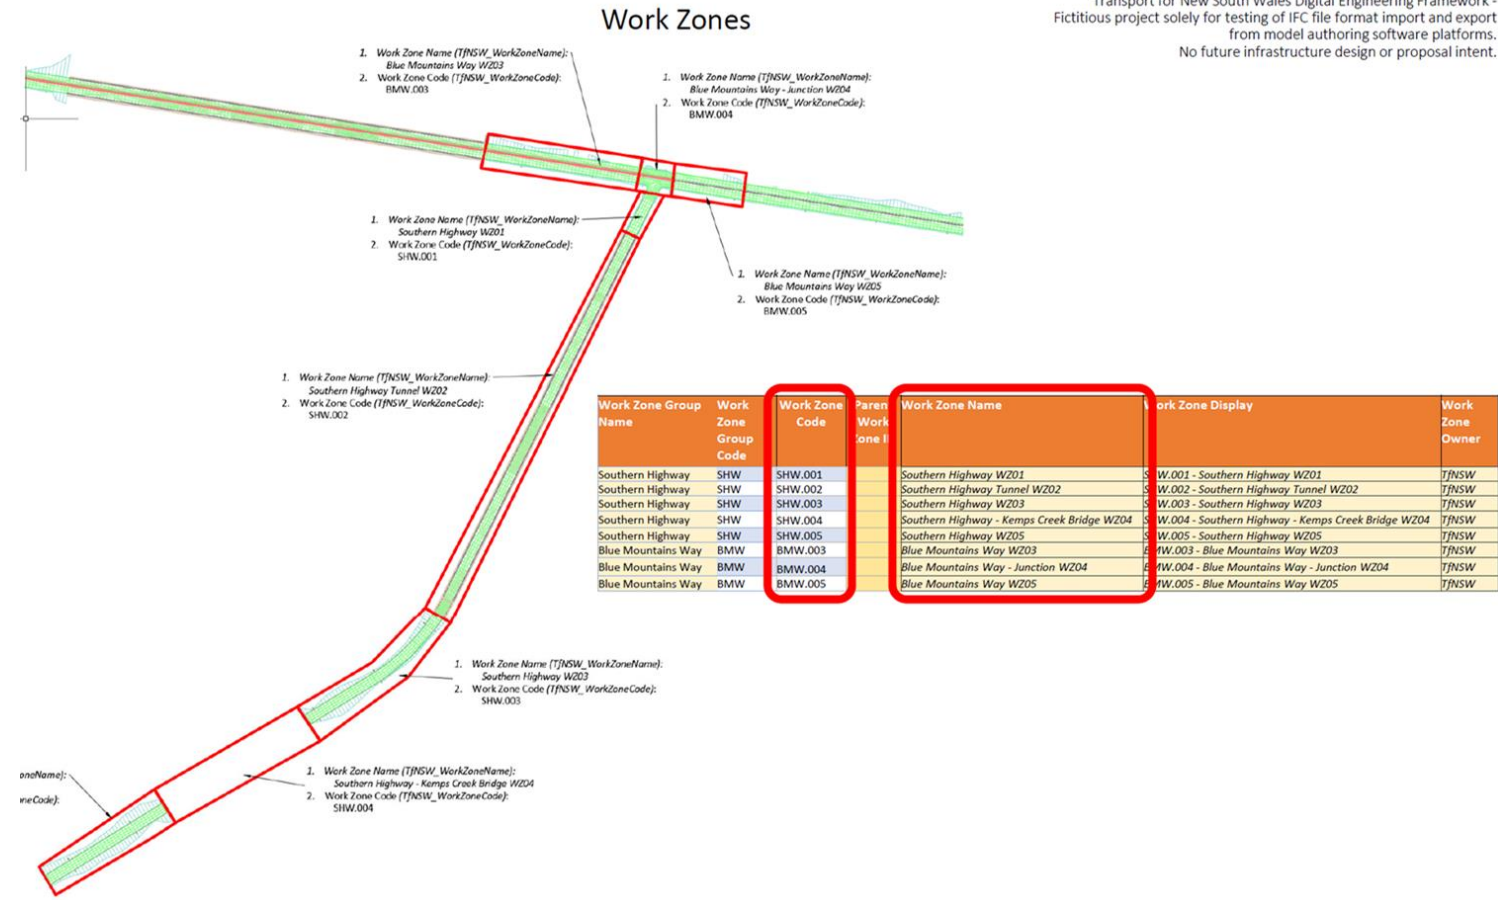 Work Zones
Transport for New South Wales Digital Engineering Framework -
Fictitious project solely for testing of IFC file format import and export
from model authoring software platforms.
No future infrastructure design or proposal intent.
1. Work Zone Name (TfNSW_WorkZoneName):
Blue Mountains Way WZ03
2. Work Zone Code (TfNSW_WorkZoneCode):
BMW.003
1. Work Zone Name (TfNSW_WorkZoneName):
Blue Mountains Way - Junction WZ04
2. Work Zone Code (TfNSW_WorkZoneCode):
BMW.004
1. Work Zone Name (TfNSW_WorkZoneName):
Southern Highway WZ01
2. Work Zone Code (TfNSW_WorkZoneCode):
SHW.001
1. Work Zone Name (TfNSW_WorkZoneName):
Blue Mountains Way WZ05
2. Work Zone Code (TfNSW_WorkZoneCode):
BMW.005
1. Work Zone Name (TfNSW_WorkZoneName):
Southern Highway Tunnel WZ02
2. Work Zone Code (TfNSW_WorkZoneCode):
SHW.002
Work Zone Group Work Work Zone Paren Work Zone Name ork Zone Display Work
Name Zone Code Work Zone
Group one I Owner
Code
Southern Highway SHW SHW.001 Southern Highway WZ01 S W.001 - Southern Highway WZ01 TfNSW
Southern Highway SHW SHW.002 Southern Highway Tunnel WZ02 S W.002 - Southern Highway Tunnel WZ02 TfNSW
Southern Highway SHW SHW.003 Southern Highway WZ03 S W.003 - Southern Highway WZ03 TfNSW
Southern Highway SHW SHW.004 Southern Highway - Kemps Creek Bridge WZ04 S W.004 - Southern Highway - Kemps Creek Bridge WZ04 TfNSW
Southern Highway SHW SHW.005 Southern Highway WZ05 S W.005 - Southern Highway WZ05 TfNSW
Blue Mountains Way BMW BMW.003 Blue Mountains Way WZ03 B MW.003 - Blue Mountains Way WZ03 TfNSW
Blue Mountains Way BMW BMW.004 Blue Mountains Way - Junction WZ04 B MW.004 - Blue Mountains Way - Junction WZ04 TfNSW
Blue Mountains Way BMW BMW.005 Blue Mountains Way WZ05 B MW.005 - Blue Mountains Way WZ05 TfNSW
1. Work Zone Name (TfNSW_WorkZoneName):
Southern Highway WZ03
2. Work Zone Code (TfNSW_WorkZoneCode):
SHW.003
1. Work Zone Name (TfNSW_WorkZoneName):
Southern Highway - Kemps Creek Bridge WZ04
2. Work Zone Code (TfNSW_WorkZoneCode):
SHW.004
oneName):
neCode):